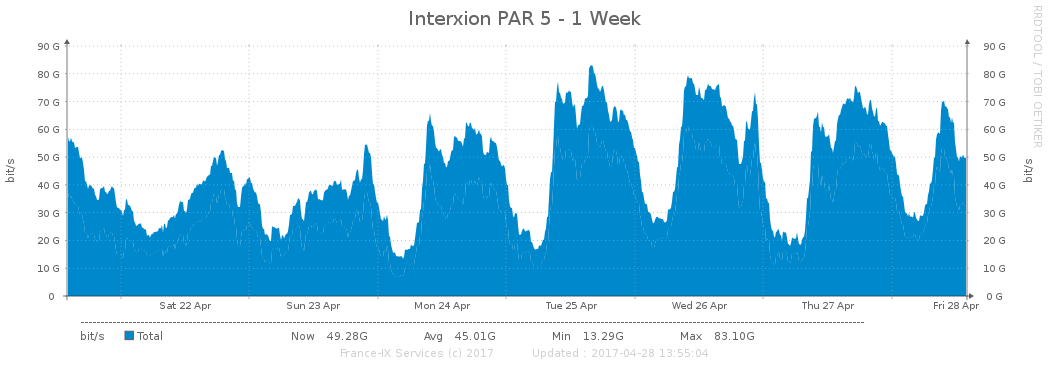 Interxion PAR 5 - 1 Week
RRDTOOL / TOBI OETIKER
90 G 90 G
80 G 80 G
70 G 70 G
60 G 60 G
50 G 50 G
40 G 40 G
30 G 30 G
20 G 20 G
10 G 10 G
0 0 G
bit/s bit/s
Sat 22 Apr Sun 23 Apr Mon 24 Apr Tue 25 Apr Wed 26 Apr Thu 27 Apr Fri 28 Apr
bit/s Total Now 49.28G Avg 45.01G Min 13.29G Max 83.10G
France-IX Services (c) 2017 Updated : 2017-04-28 13:55:04